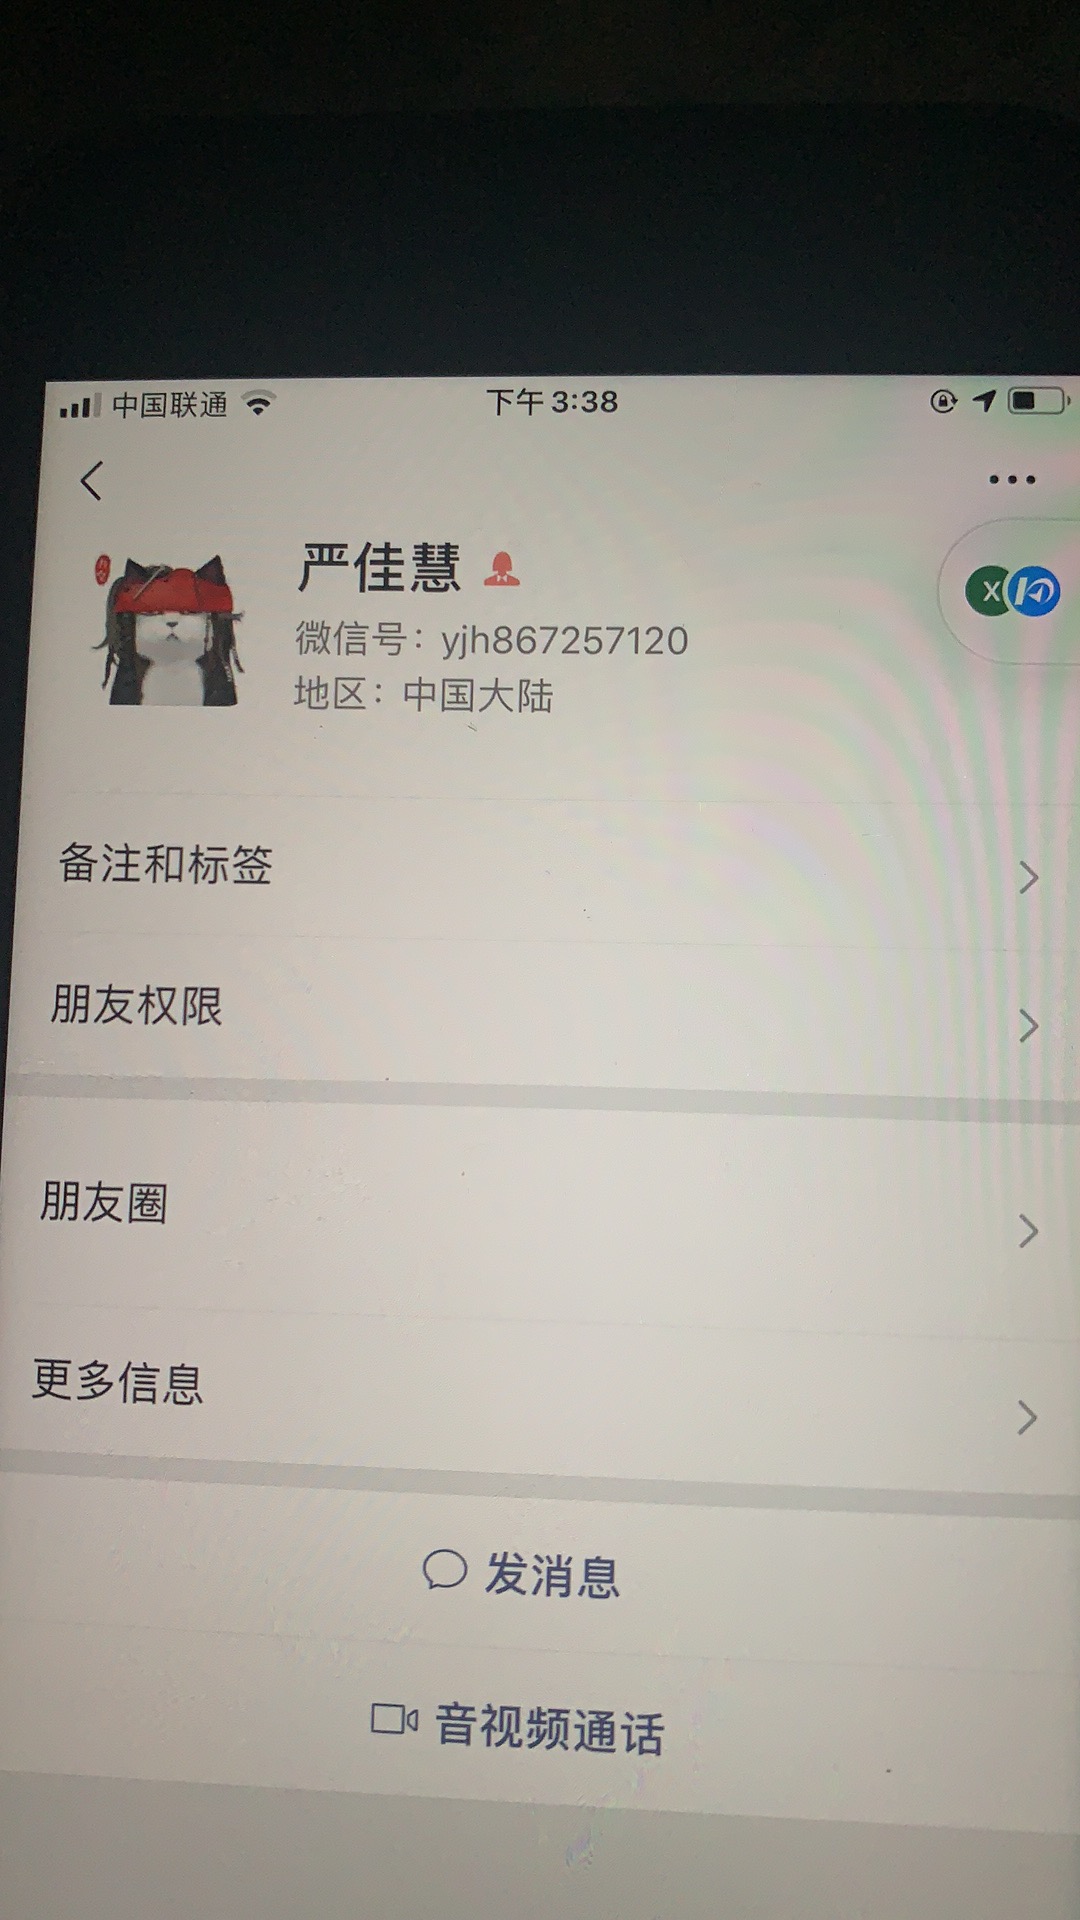 中国联通 下午3:38
严佳慧
X
微信号：yjh867257120
地区：中国大陆
备注和标签
朋友权限
朋友圈
更多信息
发消息
音视频通话